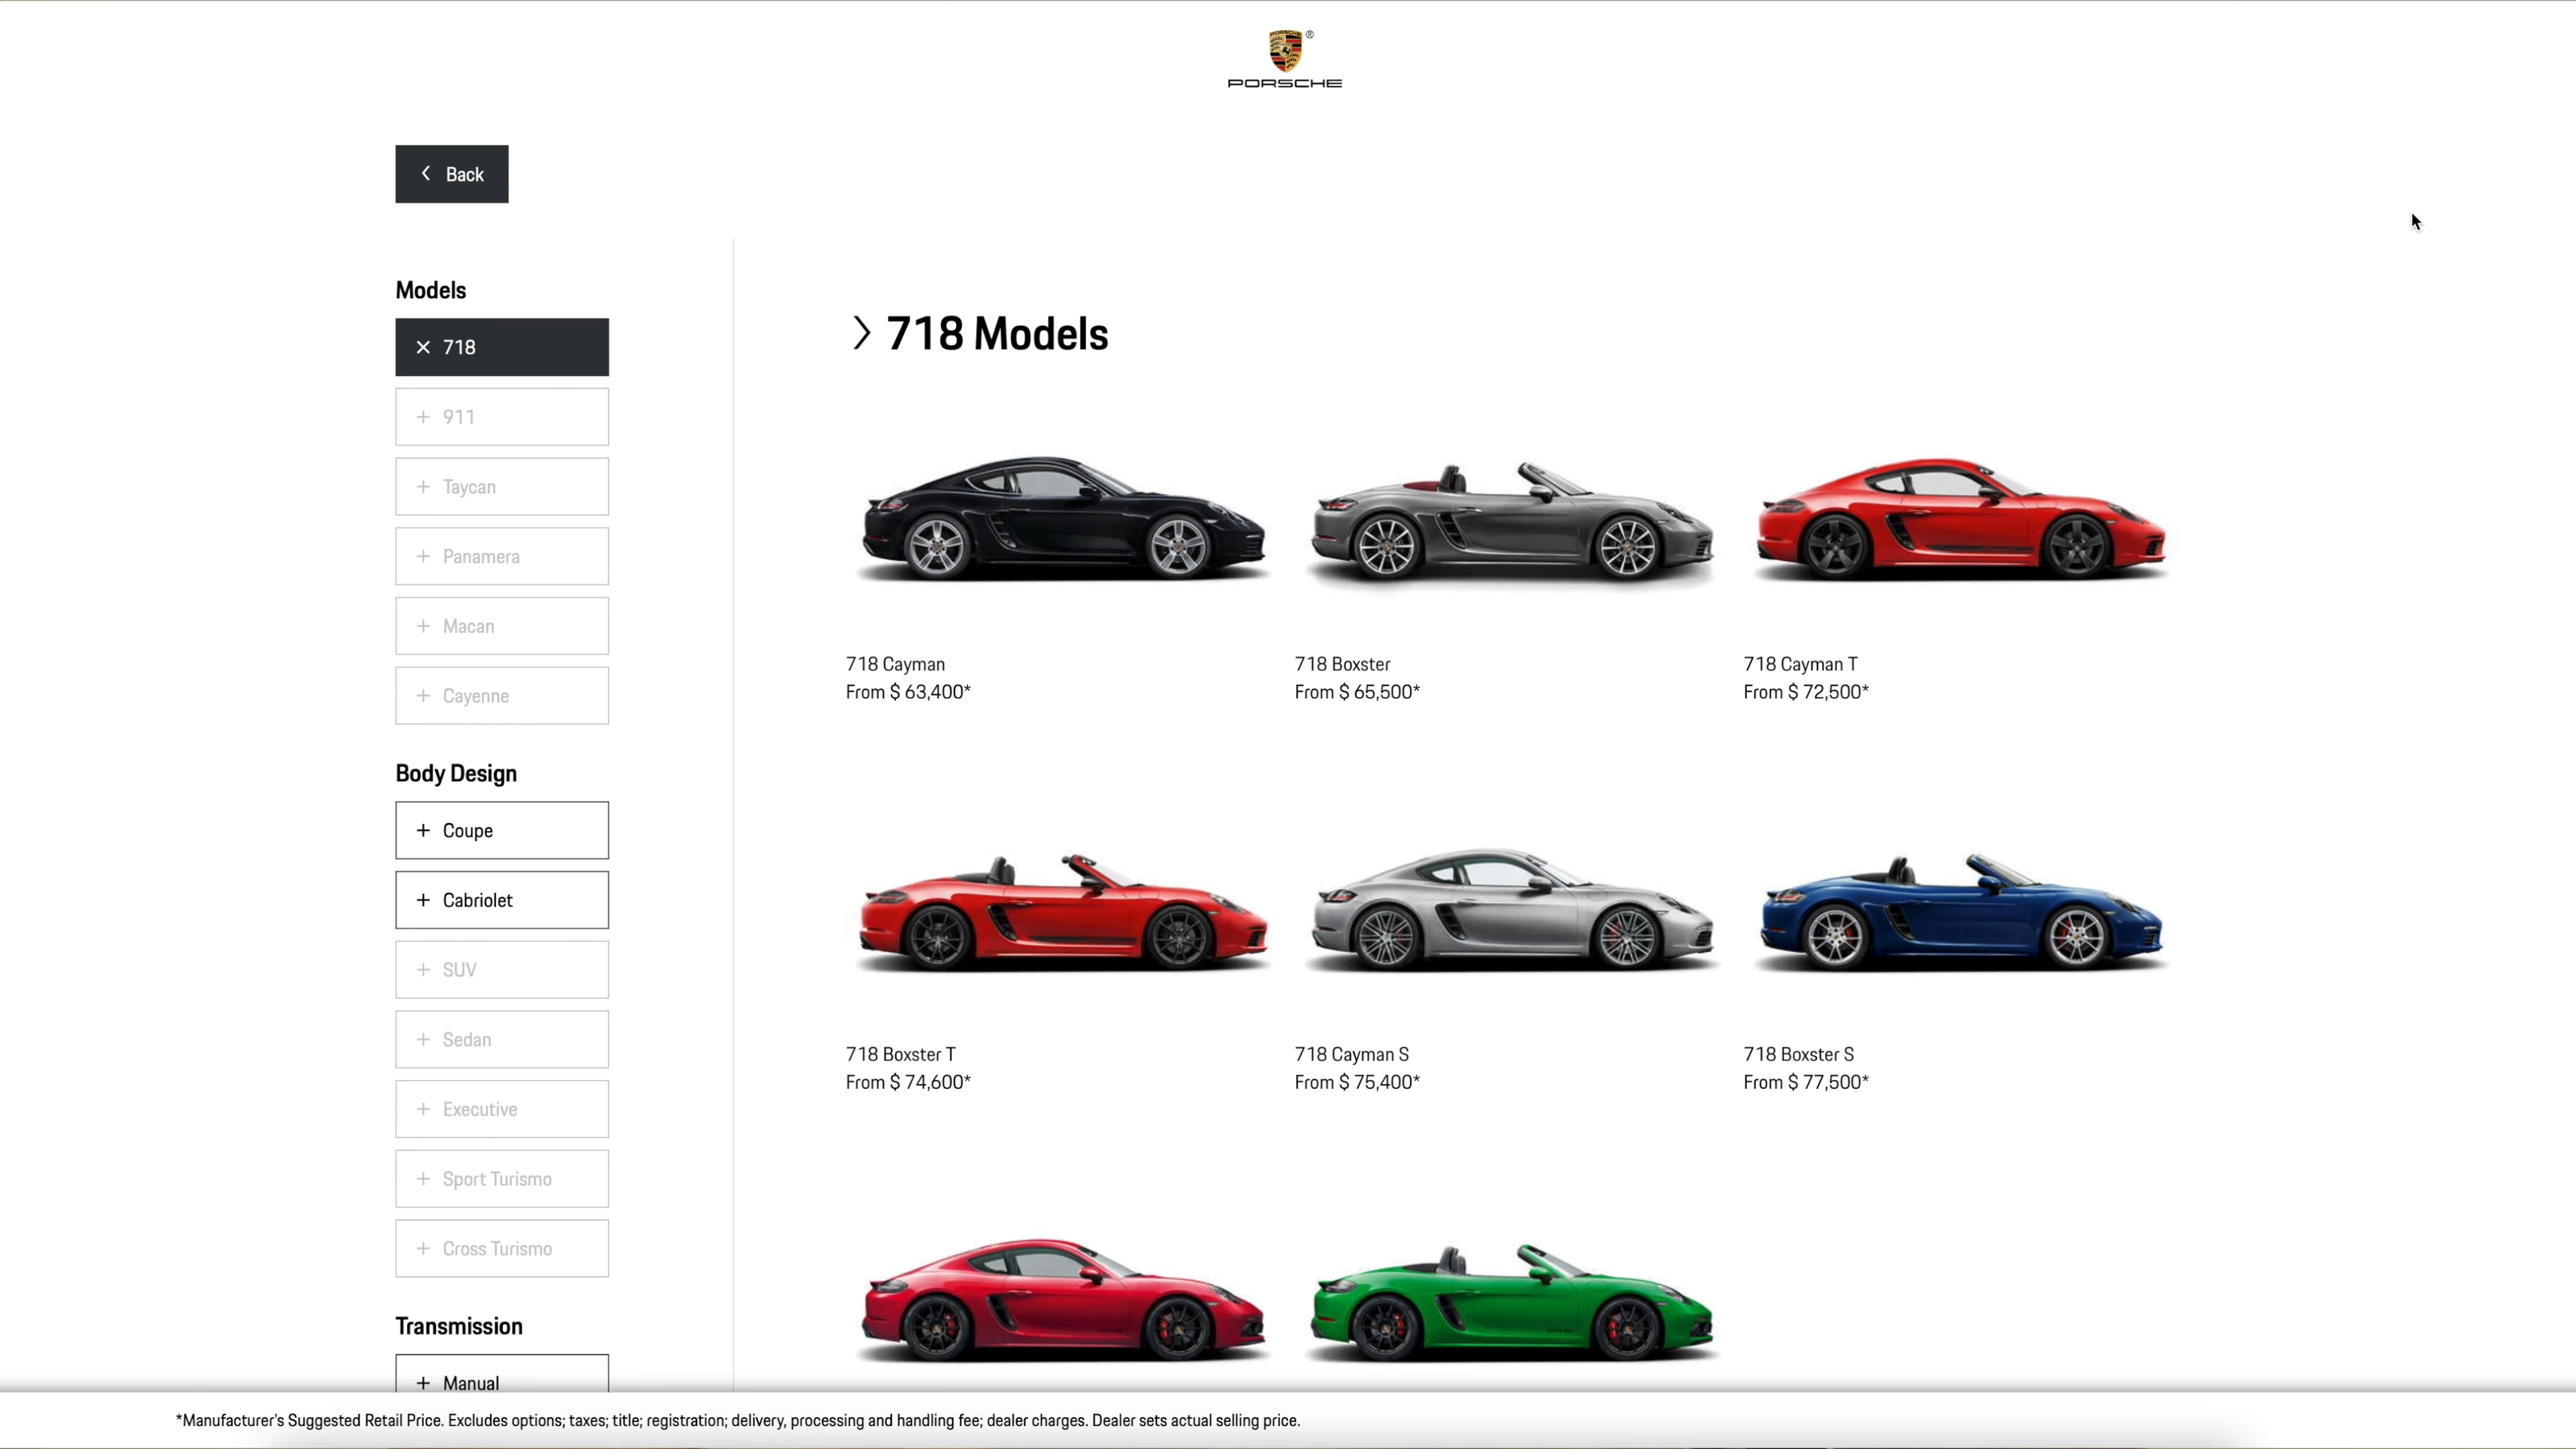 PORSCHE
®
PORSCHE
Back
Models
718
911
Taycan
Panamera
Macan
Cayenne
Body Design
Coupe
Cabriolet
SUV
Sedan
Executive
Sport Turismo
Cross Turismo
Transmission
Manual
718 Models
718 Cayman
From $ 63,400*
718 Boxster
From $ 65,500*
718 Cayman T
From $ 72,500*
718 Boxster T
From $ 74,600*
718 Cayman S
From $ 75,400*
718 Boxster S
From $ 77,500*
*Manufacturer's Suggested Retail Price. Excludes options; taxes; title; registration; delivery, processing and handling fee; dealer charges. Dealer sets actual selling price.